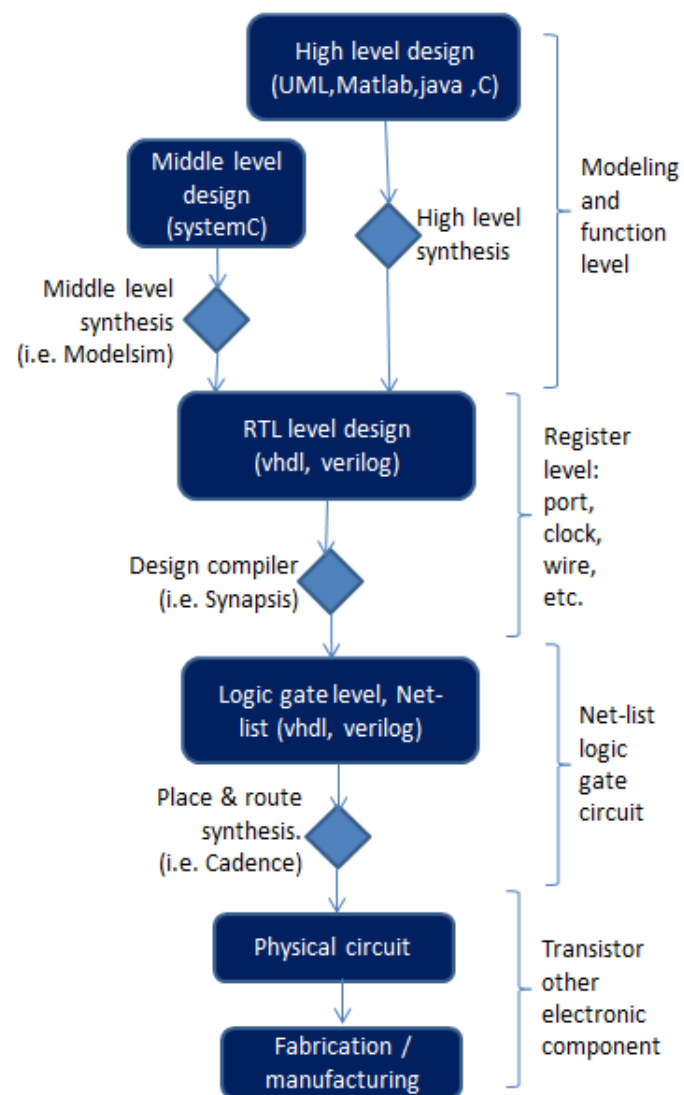 High level design
(UML,Matlab,java ,C)
Middle level
design
(systemC)
High level
synthesis
Modeling
and
function
level
Middle level
synthesis
(i.e. Modelsim)
RTL level design
(vhdl, verilog)
Register
level:
port,
clock,
wire,
etc.
Design compiler
(i.e. Synapsis)
Logic gate level, Net-
list (vhdl, verilog)
Net-list
logic
gate
circuit
Place & route
synthesis.
(i.e. Cadence)
Physical circuit
Transistor
other
electronic
component
Fabrication /
manufacturing